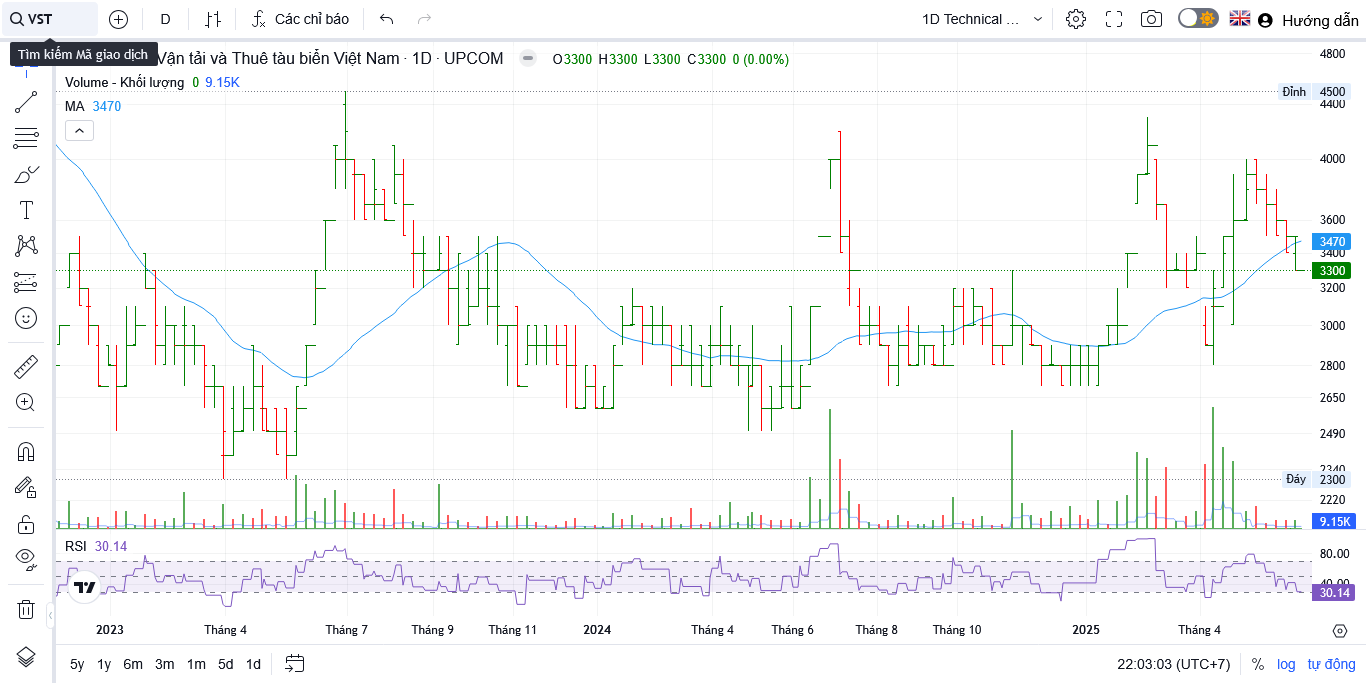 VST
D
Các chỉ báo
1D Technical ...
Hướng dẫn
Tìm kiếm Mã giao dịch
Vận tải và Thuê tàu biển Việt Nam · 1D · UPCOM
O3300 H3300 L3300 C3300 0 (0.00%)
Volume - Khối lượng 0 9.15K
MA 3470
4800
Đỉnh 4500
4400
4000
3600
3470
3400
3300
3200
3000
2800
2650
2490
2340
Đáy 2300
2220
9.15K
RSI 30.14
80.00
40.00
30.14
2023 Tháng 4 Tháng 7 Tháng 9 Tháng 11 2024 Tháng 4 Tháng 6 Tháng 8 Tháng 10 2025 Tháng 4
5y 1y 6m 3m 1m 5d 1d
22:03:03 (UTC+7) % log tự động